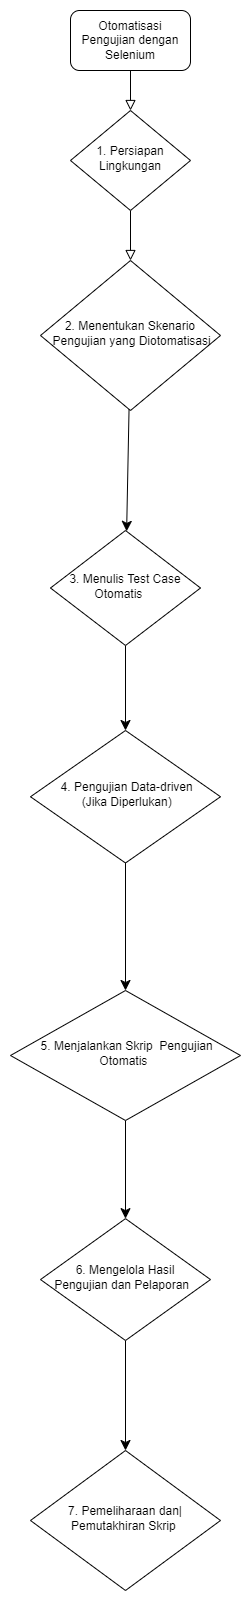 Otomatisasi
Pengujian dengan
Selenium
1. Persiapan
Lingkungan
2. Menentukan Skenario
Pengujian yang Diotomatisasi
3. Menulis Test Case
Otomatis
4. Pengujian Data-driven
(Jika Diperlukan)
5. Menjalankan Skrip Pengujian
Otomatis
6. Mengelola Hasil
Pengujian dan Pelaporan
7. Pemeliharaan dan|
Pemutakhiran Skrip